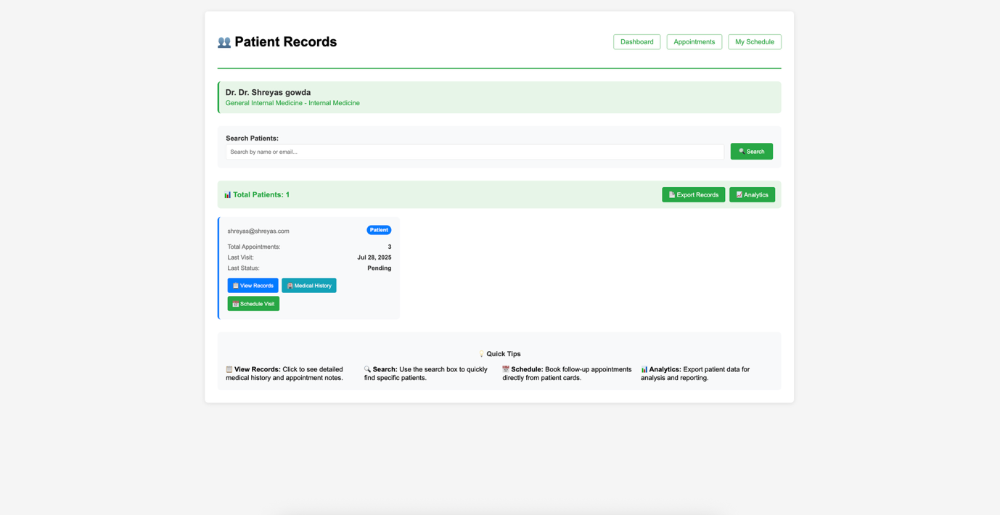 👥 Patient Records
Dashboard
Appointments
My Schedule
Dr. Dr. Shreyas gowda
General Internal Medicine - Internal Medicine
Search Patients:
Search by name or email...
🔍 Search
📊 Total Patients: 1
📄 Export Records
📈 Analytics
shreyas@shreyas.com
Patient
Total Appointments: 3
Last Visit: Jul 28, 2025
Last Status: Pending
📋 View Records
🏥 Medical History
📅 Schedule Visit
💡 Quick Tips
📋 View Records: Click to see detailed
medical history and appointment notes.
🔍 Search: Use the search box to quickly
find specific patients.
📅 Schedule: Book follow-up appointments
directly from patient cards.
📊 Analytics: Export patient data for
analysis and reporting.